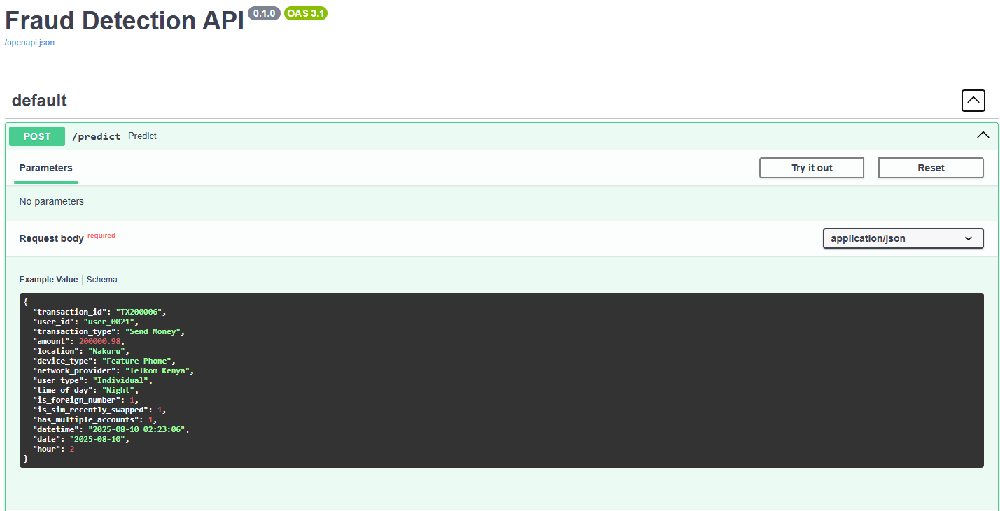 Fraud Detection API 0.1.0 OAS 3.1
/openapi.json
default
POST /predict Predict
Parameters Try it out Reset
No parameters
Request body required application/json
Example Value Schema
{
  "transaction_id": "TX200006",
  "user_id": "user_0021",
  "transaction_type": "Send Money",
  "amount": 200000.98,
  "location": "Nakuru",
  "device_type": "Feature Phone",
  "network_provider": "Telkom Kenya",
  "user_type": "Individual",
  "time_of_day": "Night",
  "is_foreign_number": 1,
  "is_sim_recently_swapped": 1,
  "has_multiple_accounts": 1,
  "datetime": "2025-08-10 02:23:06",
  "date": "2025-08-10",
  "hour": 2
}